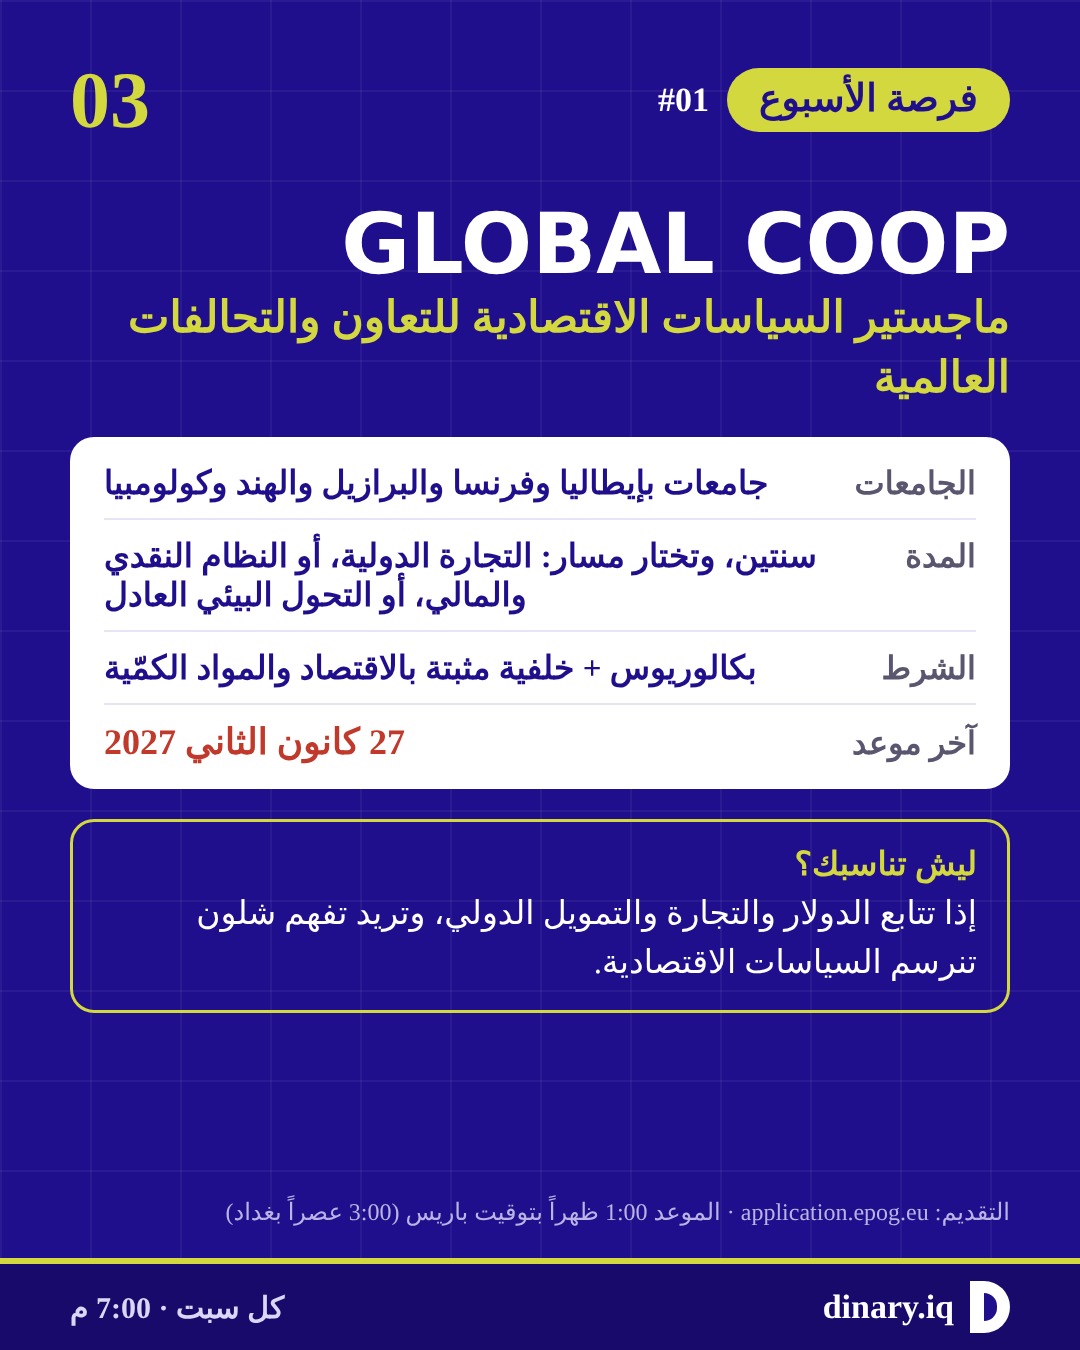 فرصة الأسبوع #01 03
GLOBAL COOP
ماجستير السياسات الاقتصادية للتعاون والتحالفات
العالمية
الجامعات جامعات بإيطاليا وفرنسا والبرازيل والهند وكولومبيا
المدة سنتين، وتختار مسار: التجارة الدولية، أو النظام النقدي
والمالي، أو التحول البيئي العادل
الشرط بكالوريوس + خلفية مثبتة بالاقتصاد والمواد الكمّية
آخر موعد 27 كانون الثاني 2027
ليش تناسبك؟
إذا تتابع الدولار والتجارة والتمويل الدولي، وتريد تفهم شلون
تنرسم السياسات الاقتصادية.
التقديم: application.epog.eu · الموعد 1:00 ظهراً بتوقيت باريس (3:00 عصراً بغداد)
D dinary.iq كل سبت · 7:00 م